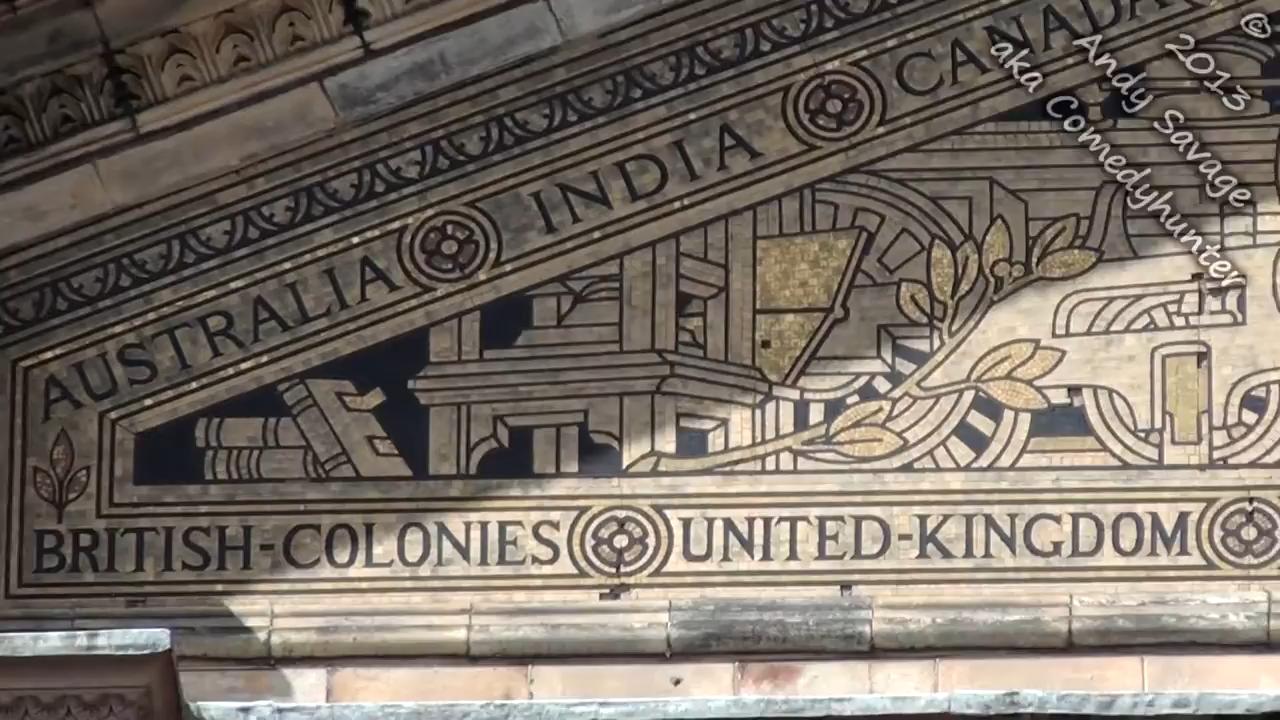 AUSTRALIA INDIA CANADA
BRITISH-COLONIES UNITED-KINGDOM
© 2013
Andy Savage
aka Comedyhunter